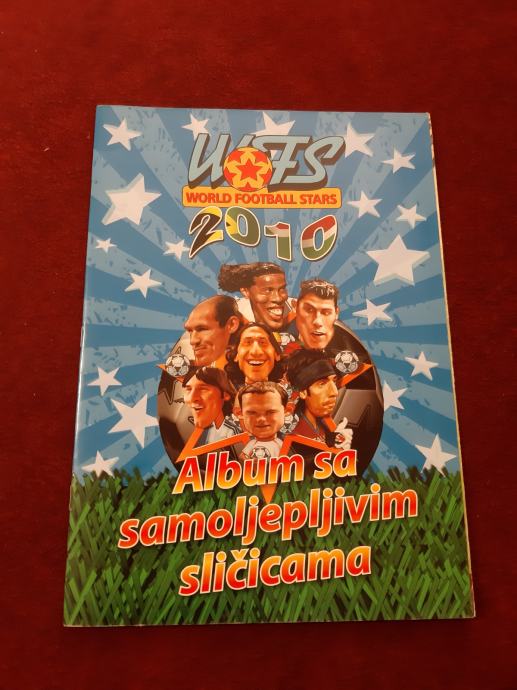 WFS
WORLD FOOTBALL STARS
2010
Album sa
samoljepljivim
sličicama